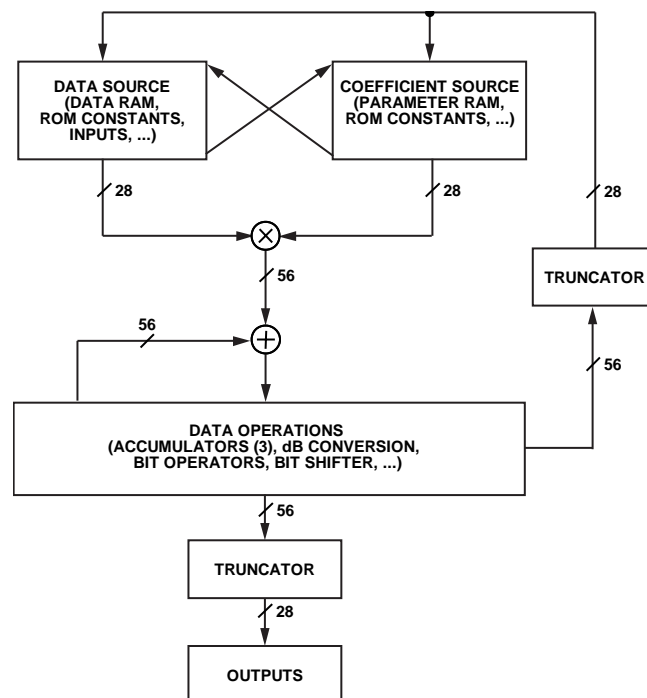 DATA SOURCE
(DATA RAM,
ROM CONSTANTS,
INPUTS, ...)
COEFFICIENT SOURCE
(PARAMETER RAM,
ROM CONSTANTS, ...)
28
28
28
TRUNCATOR
56
56
56
DATA OPERATIONS
(ACCUMULATORS (3), dB CONVERSION,
BIT OPERATORS, BIT SHIFTER, ...)
56
TRUNCATOR
28
OUTPUTS